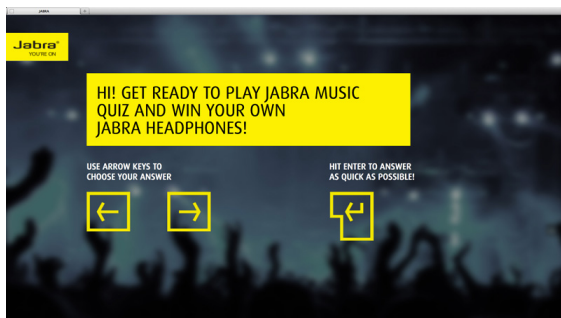 JABRA
Jabra®
YOU'RE ON
HI! GET READY TO PLAY JABRA MUSIC
QUIZ AND WIN YOUR OWN
JABRA HEADPHONES!
USE ARROW KEYS TO
CHOOSE YOUR ANSWER
HIT ENTER TO ANSWER
AS QUICK AS POSSIBLE!